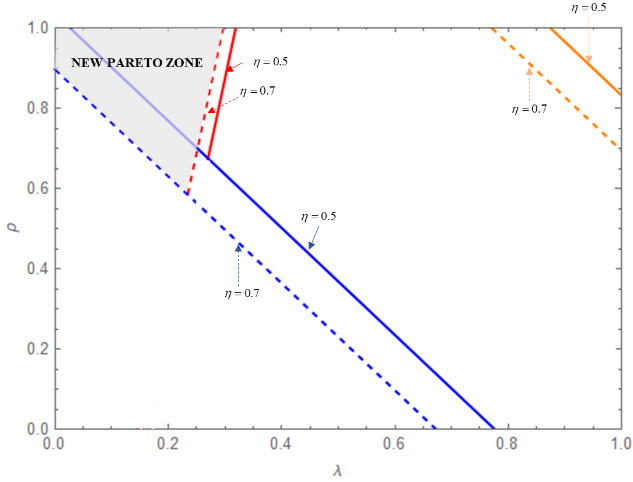 η = 0.5
1.0
NEW PARETO ZONE
η = 0.5
η = 0.7
η = 0.7
0.8
0.6
η = 0.5
ρ
0.4
η = 0.7
0.2
0.0
0.0 0.2 0.4 0.6 0.8 1.0
λ